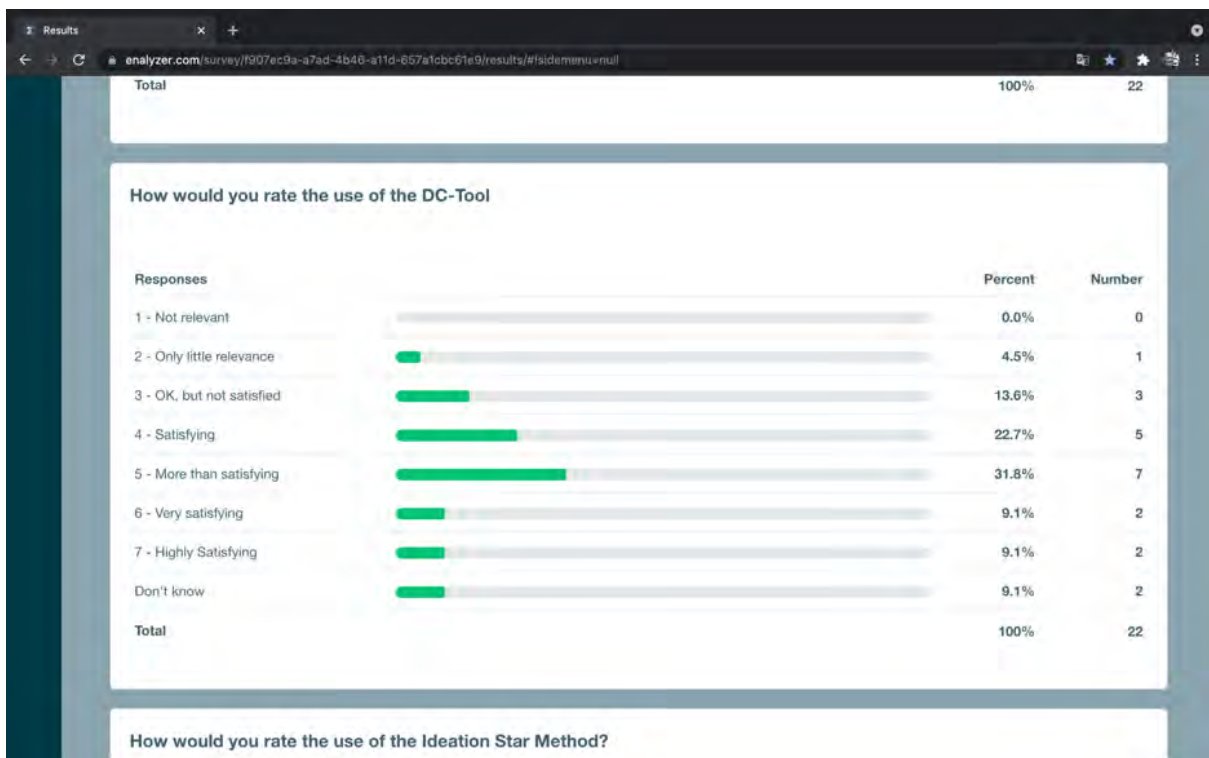 Results
enalyzer.com/survey/f907ec9a-a7ad-4b46-a11d-657a1cbc61e9/results/#!sidemenu=null
Total 100% 22
How would you rate the use of the DC-Tool
Responses Percent Number
1 - Not relevant 0.0% 0
2 - Only little relevance 4.5% 1
3 - OK, but not satisfied 13.6% 3
4 - Satisfying 22.7% 5
5 - More than satisfying 31.8% 7
6 - Very satisfying 9.1% 2
7 - Highly Satisfying 9.1% 2
Don't know 9.1% 2
Total 100% 22
How would you rate the use of the Ideation Star Method?